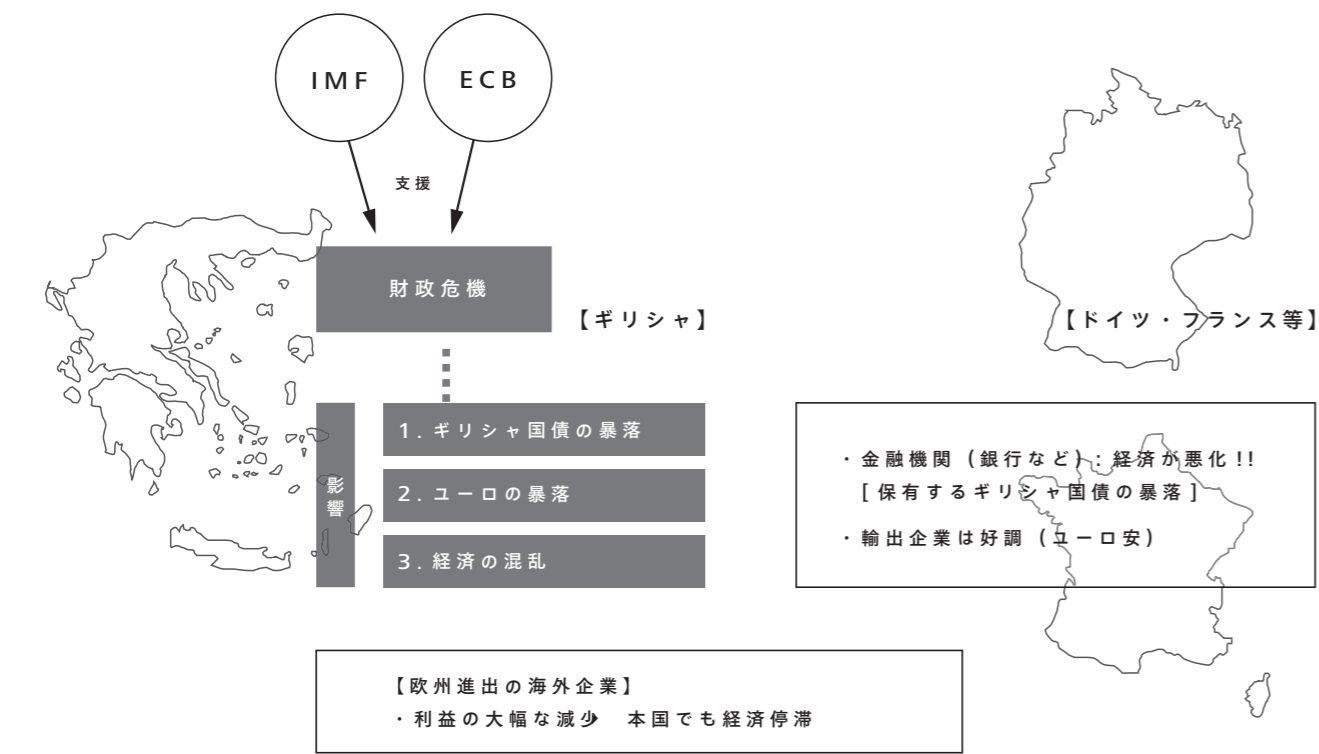 IMF
ECB
支援
財政危機
【ギリシャ】
影響
1. ギリシャ国債の暴落
2. ユーロの暴落
3. 経済の混乱
【ドイツ・フランス等】
・金融機関（銀行など）: 経済が悪化!!
[保有するギリシャ国債の暴落]
・輸出企業は好調（ユーロ安）
【欧州進出の海外企業】
・利益の大幅な減少　本国でも経済停滞